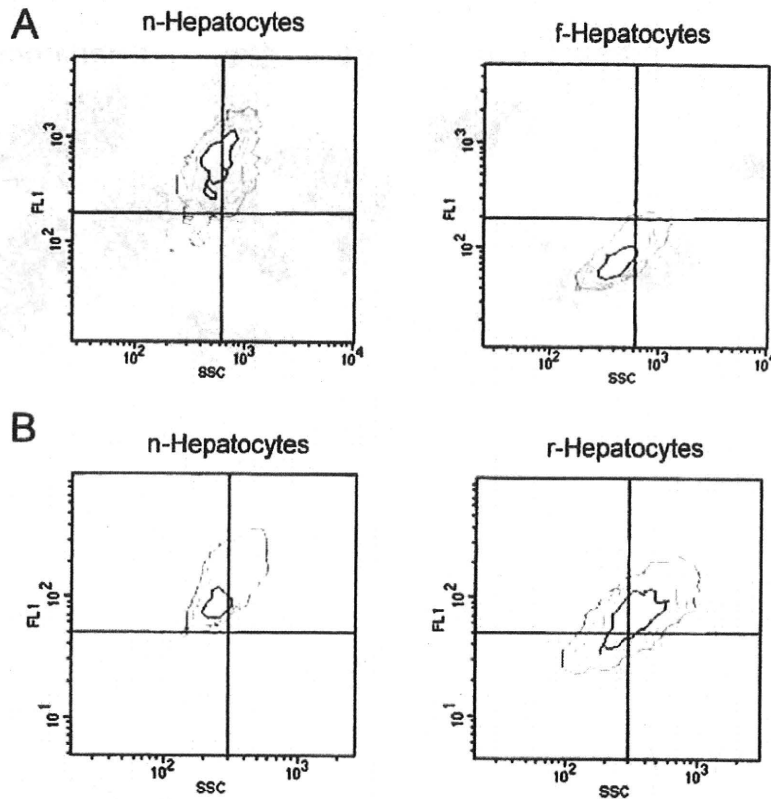 A
n-Hepatocytes
f-Hepatocytes
FL1
10³
10²
10² 10³ 10⁴
SSC
FL1
10³
10²
10² 10³ 10⁴
SSC
B
n-Hepatocytes
r-Hepatocytes
FL1
10²
10¹
10² 10³
SSC
FL1
10²
10¹
10² 10³
SSC